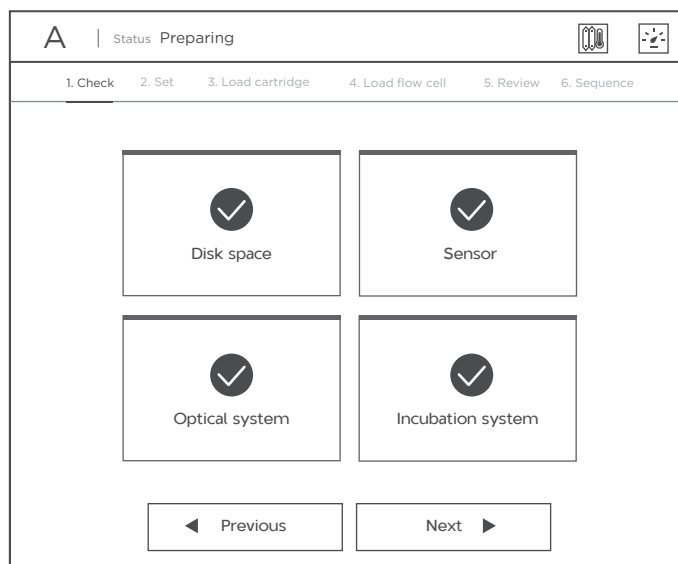 A | Status Preparing
1. Check 2. Set 3. Load cartridge 4. Load flow cell 5. Review 6. Sequence
Disk space Sensor
Optical system Incubation system
Previous Next